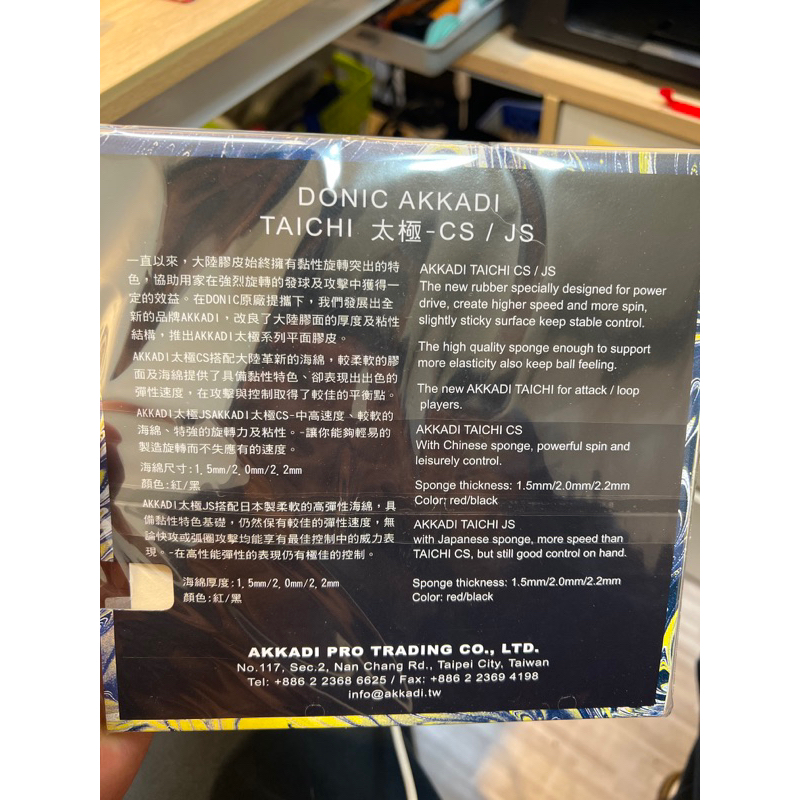 DONIC AKKADI
TAICHI 太極-CS / JS
一直以來，大陸膠皮始終擁有黏性旋轉突出的特
色，協助用家在強烈旋轉的發球及攻擊中獲得一
定的效益。在DONIC原廠提攜下，我們發展出全
新的品牌AKKADI，改良了大陸膠面的厚度及粘性
結構，推出AKKADI太極系列平面膠皮。
AKKADI太極CS搭配大陸革新的海綿，較柔軟的膠
面及海綿提供了具備黏性特色、卻表現出出色的
彈性速度，在攻擊與控制取得了較佳的平衡點。
AKKADI太極JSAKKADI太極CS-中高速度、較軟的
海綿、特強的旋轉力及粘性。-讓你能夠輕易的
製造旋轉而不失應有的速度。
海綿尺寸:1,5mm/2,0mm/2,2mm
顏色:紅/黑
AKKADI太極JS搭配日本製柔軟的高彈性海綿，具
備黏性特色基礎，仍然保有較佳的彈性速度，無
論快攻或弧圈攻擊均能享有最佳控制中的威力表
現。-在高性能彈性的表現仍有極佳的控制。
海綿厚度:1,5mm/2,0mm/2,2mm
顏色:紅/黑
AKKADI TAICHI CS / JS
The new rubber specially designed for power
drive, create higher speed and more spin,
slightly sticky surface keep stable control.
The high quality sponge enough to support
more elasticity also keep ball feeling.
The new AKKADI TAICHI for attack / loop
players.
AKKADI TAICHI CS
With Chinese sponge, powerful spin and
leisurely control.
Sponge thickness: 1.5mm/2.0mm/2.2mm
Color: red/black
AKKADI TAICHI JS
with Japanese sponge, more speed than
TAICHI CS, but still good control on hand.
Sponge thickness: 1.5mm/2.0mm/2.2mm
Color: red/black
AKKADI PRO TRADING CO., LTD.
No.117, Sec.2, Nan Chang Rd., Taipei City, Taiwan
Tel: +886 2 2368 6625 / Fax: +886 2 2369 4198
info@akkadi.tw